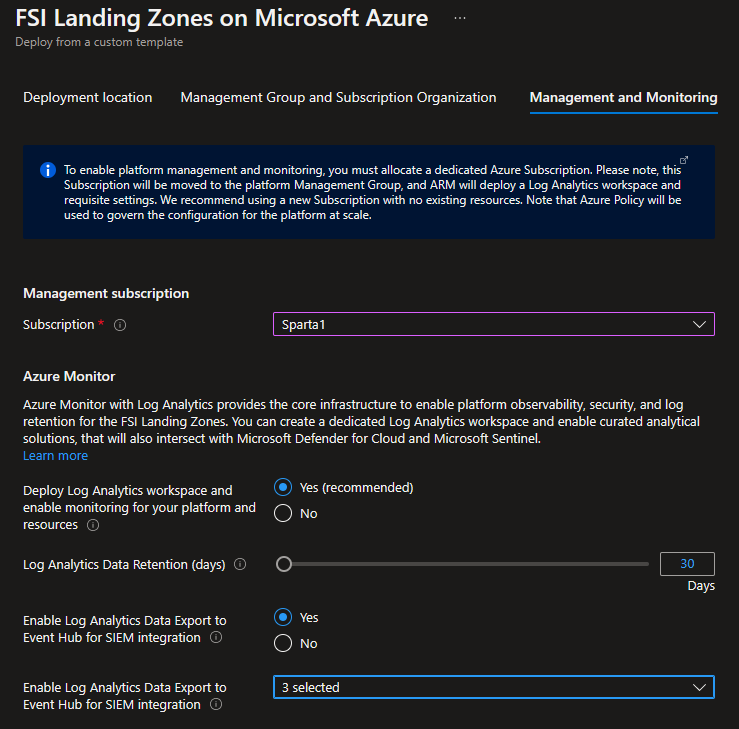 FSI Landing Zones on Microsoft Azure ...
Deploy from a custom template
Deployment location Management Group and Subscription Organization Management and Monitoring
To enable platform management and monitoring, you must allocate a dedicated Azure Subscription. Please note, this
Subscription will be moved to the platform Management Group, and ARM will deploy a Log Analytics workspace and
requisite settings. We recommend using a new Subscription with no existing resources. Note that Azure Policy will be
used to govern the configuration for the platform at scale.
Management subscription
Subscription *
Sparta1
Azure Monitor
Azure Monitor with Log Analytics provides the core infrastructure to enable platform observability, security, and log
retention for the FSI Landing Zones. You can create a dedicated Log Analytics workspace and enable curated analytical
solutions, that will also intersect with Microsoft Defender for Cloud and Microsoft Sentinel.
Learn more
Deploy Log Analytics workspace and
enable monitoring for your platform and
resources
Yes (recommended)
No
Log Analytics Data Retention (days)
30
Days
Enable Log Analytics Data Export to
Event Hub for SIEM integration
Yes
No
Enable Log Analytics Data Export to
Event Hub for SIEM integration
3 selected